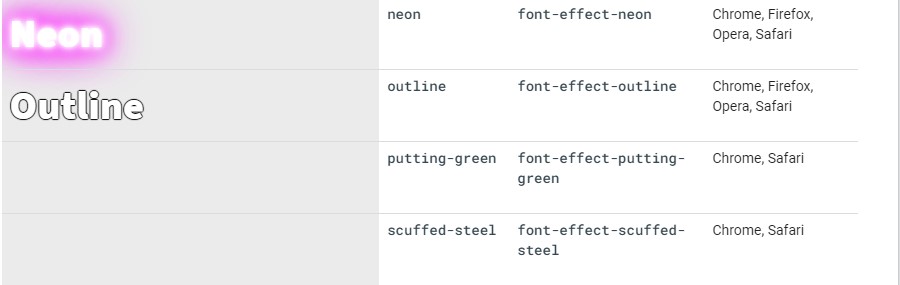 Neon neon font-effect-neon Chrome, Firefox,
Opera, Safari
Outline outline font-effect-outline Chrome, Firefox,
Opera, Safari
putting-green font-effect-putting- Chrome, Safari
green
scuffed-steel font-effect-scuffed- Chrome, Safari
steel